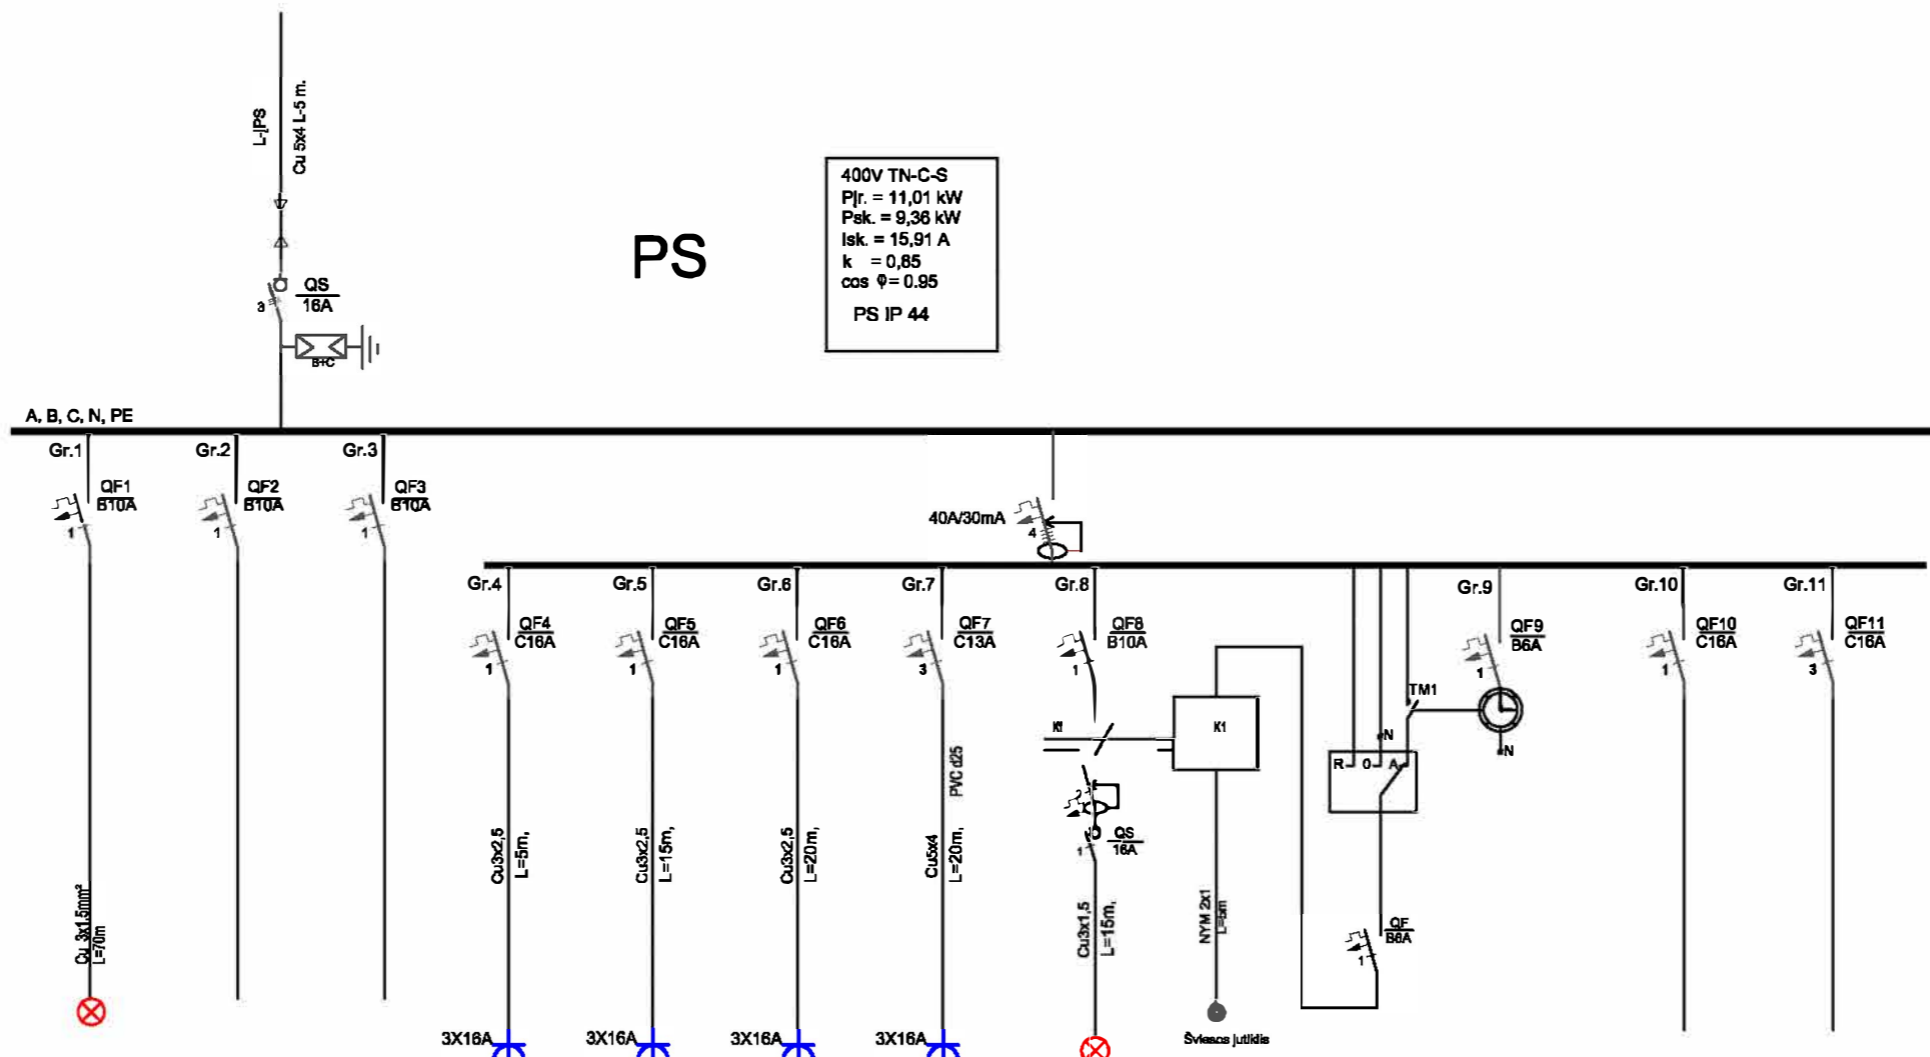 L-ĮPS
Cu 5x4 L-5 m.
QS
16A
3
B+C
PS
400V TN-C-S
Pįr. = 11,01 kW
Psk. = 9,36 kW
Isk. = 15,91 A
k = 0,85
cos φ = 0.95
PS IP 44
A, B, C, N, PE
Gr.1
Gr.2
Gr.3
QF1
B10A
1
QF2
B10A
1
QF3
B10A
1
40A/30mA
4
Gr.4
Gr.5
Gr.6
Gr.7
Gr.8
Gr.9
Gr.10
Gr.11
QF4
C16A
1
QF5
C16A
1
QF6
C16A
1
QF7
C13A
3
QF8
B10A
1
QF9
B6A
1
QF10
C16A
1
QF11
C16A
3
TM1
K1
K1
N
N
R
0
A
PVC d25
2
QS
16A
1
Cu 3x1,5mm²
L=70m
Cu3x2,5
L=5m,
Cu3x2,5
L=15m,
Cu3x2,5
L=20m,
Cu5x4
L=20m,
Cu3x1,5
L=15m,
NYM 2x1
L=5m
QF
B6A
1
3X16A
3X16A
3X16A
3X16A
Šviesos jutiklis